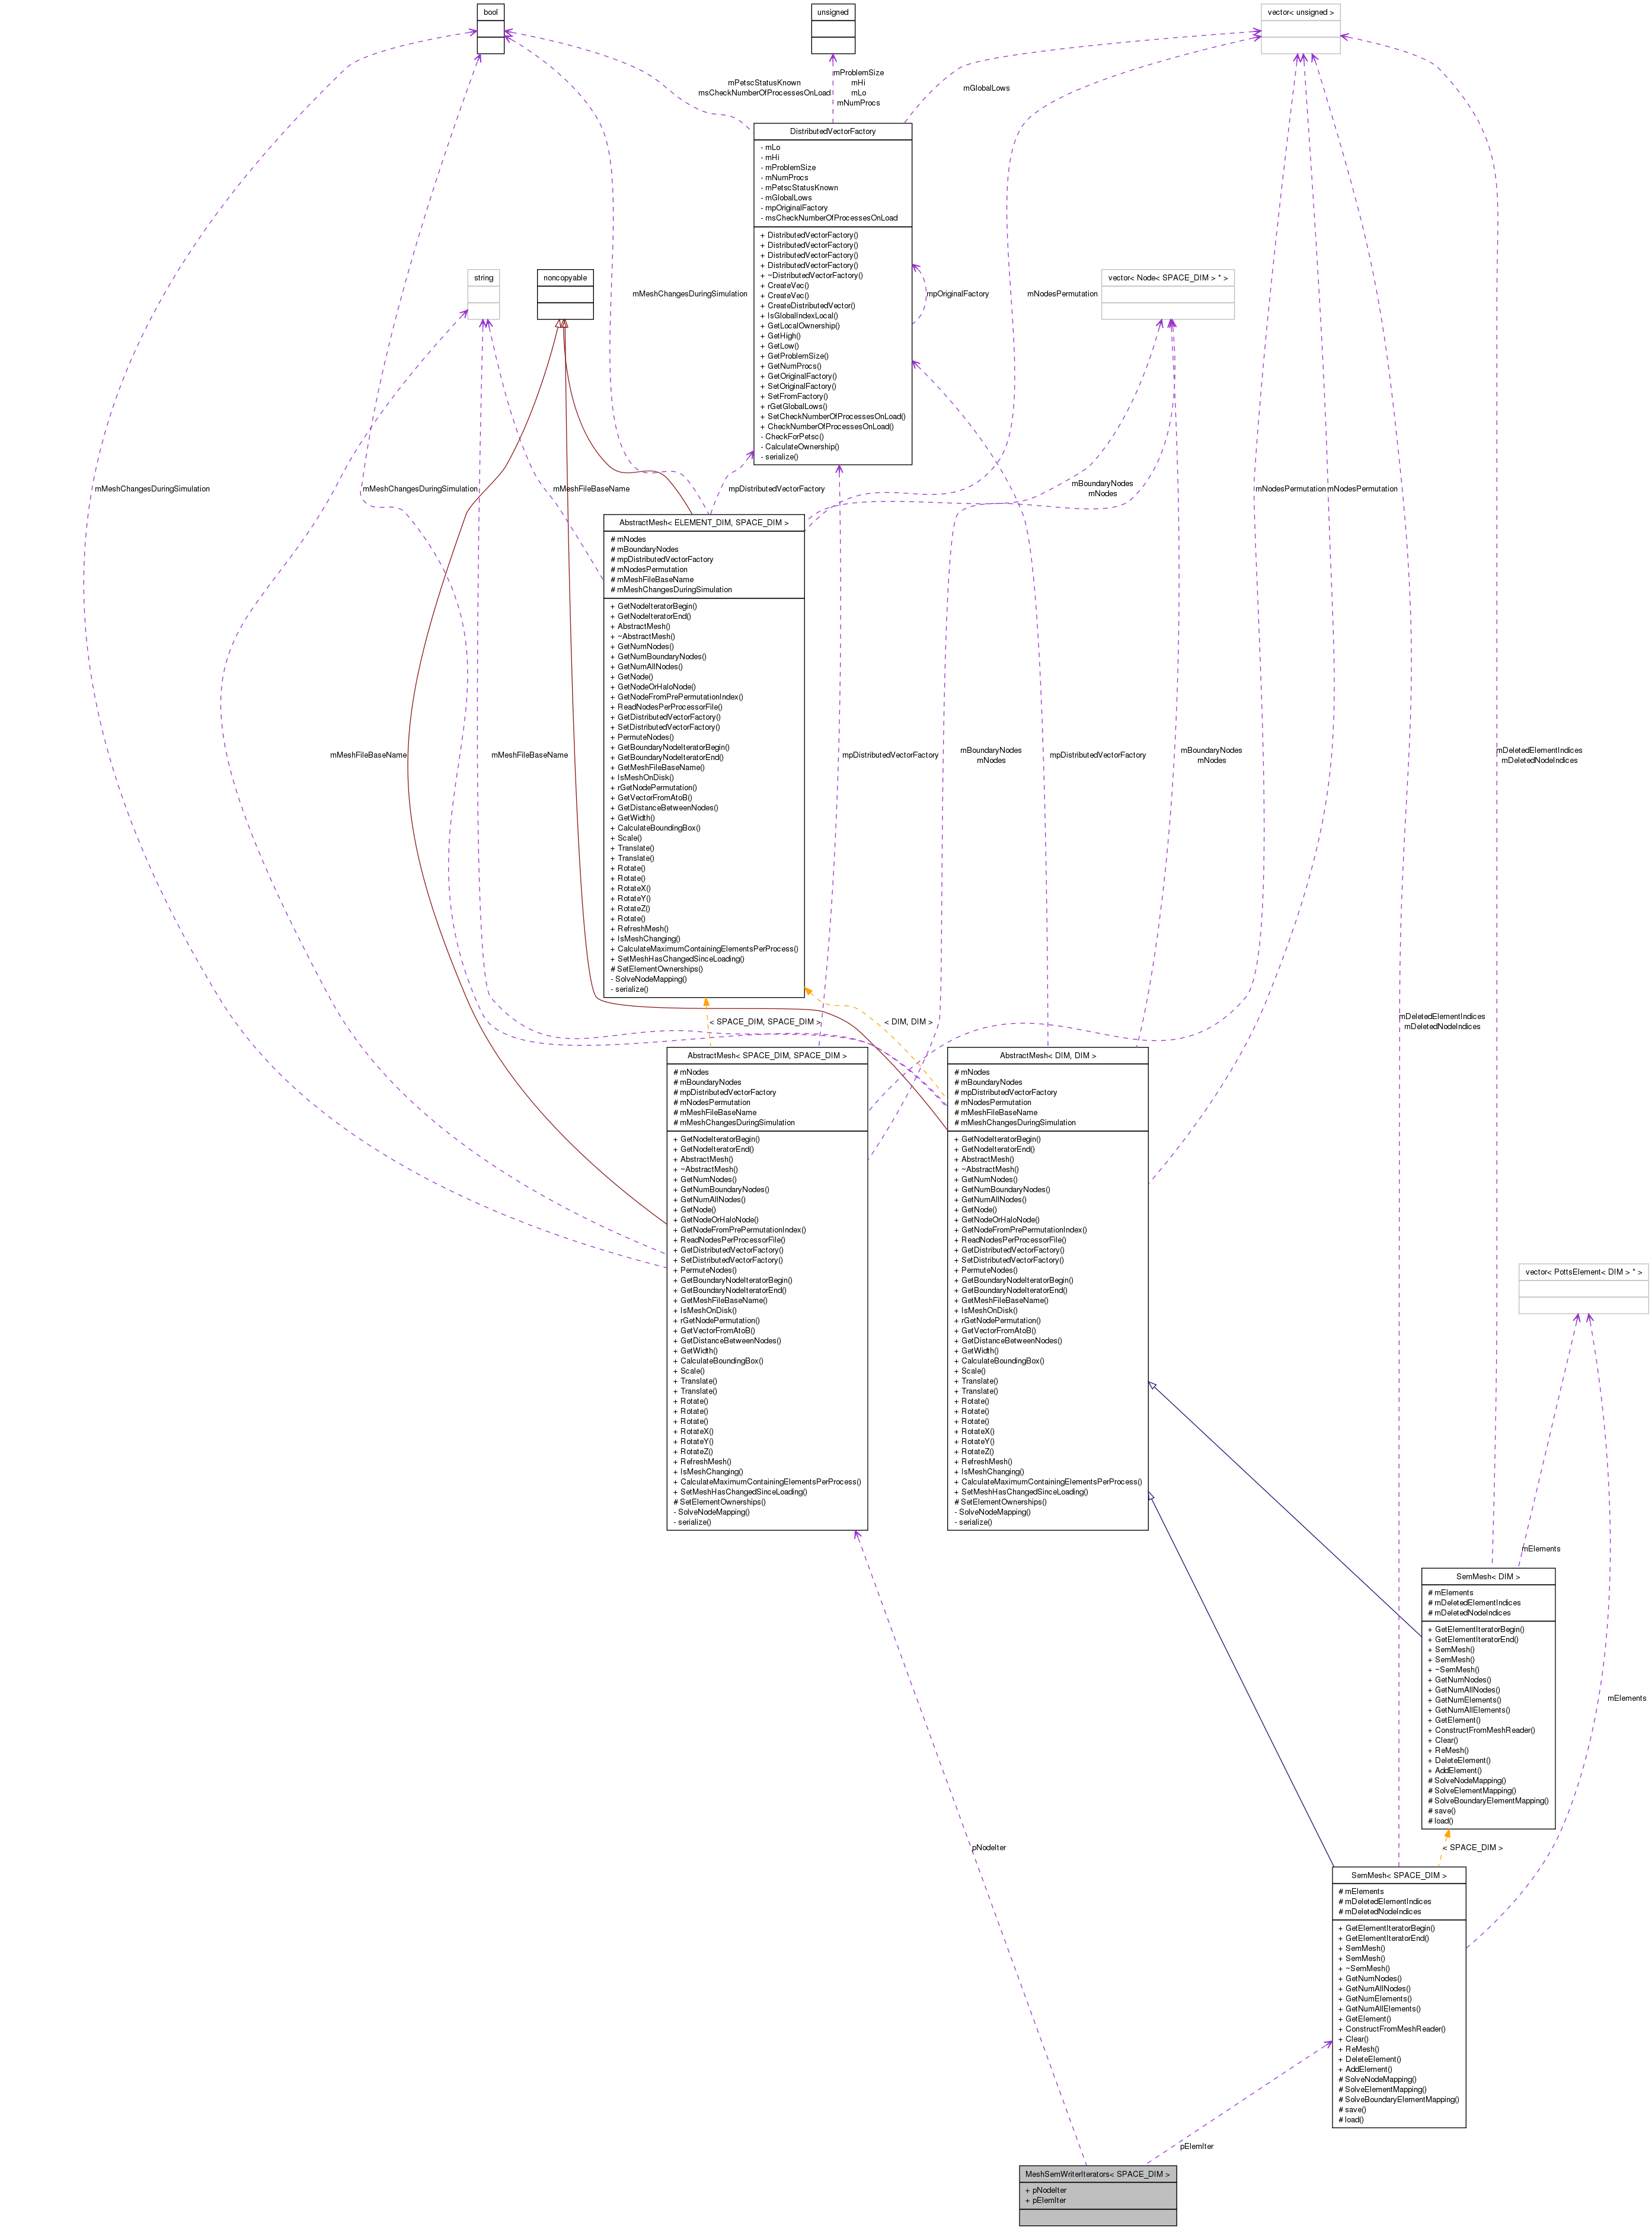 bool
unsigned
vector< unsigned >
mPetscStatusKnown
msCheckNumberOfProcessesOnLoad
mProblemSize
mHi
mLo
mNumProcs
mGlobalLows
DistributedVectorFactory
- mLo
- mHi
- mProblemSize
- mNumProcs
- mPetscStatusKnown
- mGlobalLows
- mpOriginalFactory
- msCheckNumberOfProcessesOnLoad
+ DistributedVectorFactory()
+ DistributedVectorFactory()
+ DistributedVectorFactory()
+ DistributedVectorFactory()
+ ~DistributedVectorFactory()
+ CreateVec()
+ CreateVec()
+ CreateDistributedVector()
+ IsGlobalIndexLocal()
+ GetLocalOwnership()
+ GetHigh()
+ GetLow()
+ GetProblemSize()
+ GetNumProcs()
+ GetOriginalFactory()
+ SetOriginalFactory()
+ SetFromFactory()
+ rGetGlobalLows()
+ SetCheckNumberOfProcessesOnLoad()
+ CheckNumberOfProcessesOnLoad()
- CheckForPetsc()
- CalculateOwnership()
- serialize()
string
noncopyable
vector< Node< SPACE_DIM > * >
mMeshChangesDuringSimulation
mpOriginalFactory
mNodesPermutation
mMeshChangesDuringSimulation
mMeshChangesDuringSimulation
mMeshFileBaseName
mpDistributedVectorFactory
mBoundaryNodes
mNodes
mNodesPermutation
mNodesPermutation
AbstractMesh< ELEMENT_DIM, SPACE_DIM >
# mNodes
# mBoundaryNodes
# mpDistributedVectorFactory
# mNodesPermutation
# mMeshFileBaseName
# mMeshChangesDuringSimulation
+ GetNodeIteratorBegin()
+ GetNodeIteratorEnd()
+ AbstractMesh()
+ ~AbstractMesh()
+ GetNumNodes()
+ GetNumBoundaryNodes()
+ GetNumAllNodes()
+ GetNode()
+ GetNodeOrHaloNode()
+ GetNodeFromPrePermutationIndex()
+ ReadNodesPerProcessorFile()
+ GetDistributedVectorFactory()
+ SetDistributedVectorFactory()
+ PermuteNodes()
+ GetBoundaryNodeIteratorBegin()
+ GetBoundaryNodeIteratorEnd()
+ GetMeshFileBaseName()
+ IsMeshOnDisk()
+ rGetNodePermutation()
+ GetVectorFromAtoB()
+ GetDistanceBetweenNodes()
+ GetWidth()
+ CalculateBoundingBox()
+ Scale()
+ Translate()
+ Translate()
+ Rotate()
+ Rotate()
+ RotateX()
+ RotateY()
+ RotateZ()
+ Rotate()
+ RefreshMesh()
+ IsMeshChanging()
+ CalculateMaximumContainingElementsPerProcess()
+ SetMeshHasChangedSinceLoading()
# SetElementOwnerships()
- SolveNodeMapping()
- serialize()
mMeshFileBaseName
mMeshFileBaseName
mpDistributedVectorFactory
mBoundaryNodes
mNodes
mpDistributedVectorFactory
mBoundaryNodes
mNodes
mDeletedElementIndices
mDeletedNodeIndices
< SPACE_DIM, SPACE_DIM >
< DIM, DIM >
mDeletedElementIndices
mDeletedNodeIndices
AbstractMesh< SPACE_DIM, SPACE_DIM >
# mNodes
# mBoundaryNodes
# mpDistributedVectorFactory
# mNodesPermutation
# mMeshFileBaseName
# mMeshChangesDuringSimulation
+ GetNodeIteratorBegin()
+ GetNodeIteratorEnd()
+ AbstractMesh()
+ ~AbstractMesh()
+ GetNumNodes()
+ GetNumBoundaryNodes()
+ GetNumAllNodes()
+ GetNode()
+ GetNodeOrHaloNode()
+ GetNodeFromPrePermutationIndex()
+ ReadNodesPerProcessorFile()
+ GetDistributedVectorFactory()
+ SetDistributedVectorFactory()
+ PermuteNodes()
+ GetBoundaryNodeIteratorBegin()
+ GetBoundaryNodeIteratorEnd()
+ GetMeshFileBaseName()
+ IsMeshOnDisk()
+ rGetNodePermutation()
+ GetVectorFromAtoB()
+ GetDistanceBetweenNodes()
+ GetWidth()
+ CalculateBoundingBox()
+ Scale()
+ Translate()
+ Translate()
+ Rotate()
+ Rotate()
+ Rotate()
+ RotateX()
+ RotateY()
+ RotateZ()
+ RefreshMesh()
+ IsMeshChanging()
+ CalculateMaximumContainingElementsPerProcess()
+ SetMeshHasChangedSinceLoading()
# SetElementOwnerships()
- SolveNodeMapping()
- serialize()
AbstractMesh< DIM, DIM >
# mNodes
# mBoundaryNodes
# mpDistributedVectorFactory
# mNodesPermutation
# mMeshFileBaseName
# mMeshChangesDuringSimulation
+ GetNodeIteratorBegin()
+ GetNodeIteratorEnd()
+ AbstractMesh()
+ ~AbstractMesh()
+ GetNumNodes()
+ GetNumBoundaryNodes()
+ GetNumAllNodes()
+ GetNode()
+ GetNodeOrHaloNode()
+ GetNodeFromPrePermutationIndex()
+ ReadNodesPerProcessorFile()
+ GetDistributedVectorFactory()
+ SetDistributedVectorFactory()
+ PermuteNodes()
+ GetBoundaryNodeIteratorBegin()
+ GetBoundaryNodeIteratorEnd()
+ GetMeshFileBaseName()
+ IsMeshOnDisk()
+ rGetNodePermutation()
+ GetVectorFromAtoB()
+ GetDistanceBetweenNodes()
+ GetWidth()
+ CalculateBoundingBox()
+ Scale()
+ Translate()
+ Translate()
+ Rotate()
+ Rotate()
+ Rotate()
+ RotateX()
+ RotateY()
+ RotateZ()
+ RefreshMesh()
+ IsMeshChanging()
+ CalculateMaximumContainingElementsPerProcess()
+ SetMeshHasChangedSinceLoading()
# SetElementOwnerships()
- SolveNodeMapping()
- serialize()
vector< PottsElement< DIM > * >
mElements
SemMesh< DIM >
# mElements
# mDeletedElementIndices
# mDeletedNodeIndices
+ GetElementIteratorBegin()
+ GetElementIteratorEnd()
+ SemMesh()
+ SemMesh()
+ ~SemMesh()
+ GetNumNodes()
+ GetNumAllNodes()
+ GetNumElements()
+ GetNumAllElements()
+ GetElement()
+ ConstructFromMeshReader()
+ Clear()
+ ReMesh()
+ DeleteElement()
+ AddElement()
# SolveNodeMapping()
# SolveElementMapping()
# SolveBoundaryElementMapping()
# save()
# load()
mElements
pNodeIter
< SPACE_DIM >
SemMesh< SPACE_DIM >
# mElements
# mDeletedElementIndices
# mDeletedNodeIndices
+ GetElementIteratorBegin()
+ GetElementIteratorEnd()
+ SemMesh()
+ SemMesh()
+ ~SemMesh()
+ GetNumNodes()
+ GetNumAllNodes()
+ GetNumElements()
+ GetNumAllElements()
+ GetElement()
+ ConstructFromMeshReader()
+ Clear()
+ ReMesh()
+ DeleteElement()
+ AddElement()
# SolveNodeMapping()
# SolveElementMapping()
# SolveBoundaryElementMapping()
# save()
# load()
pElemIter
MeshSemWriterIterators< SPACE_DIM >
+ pNodeIter
+ pElemIter